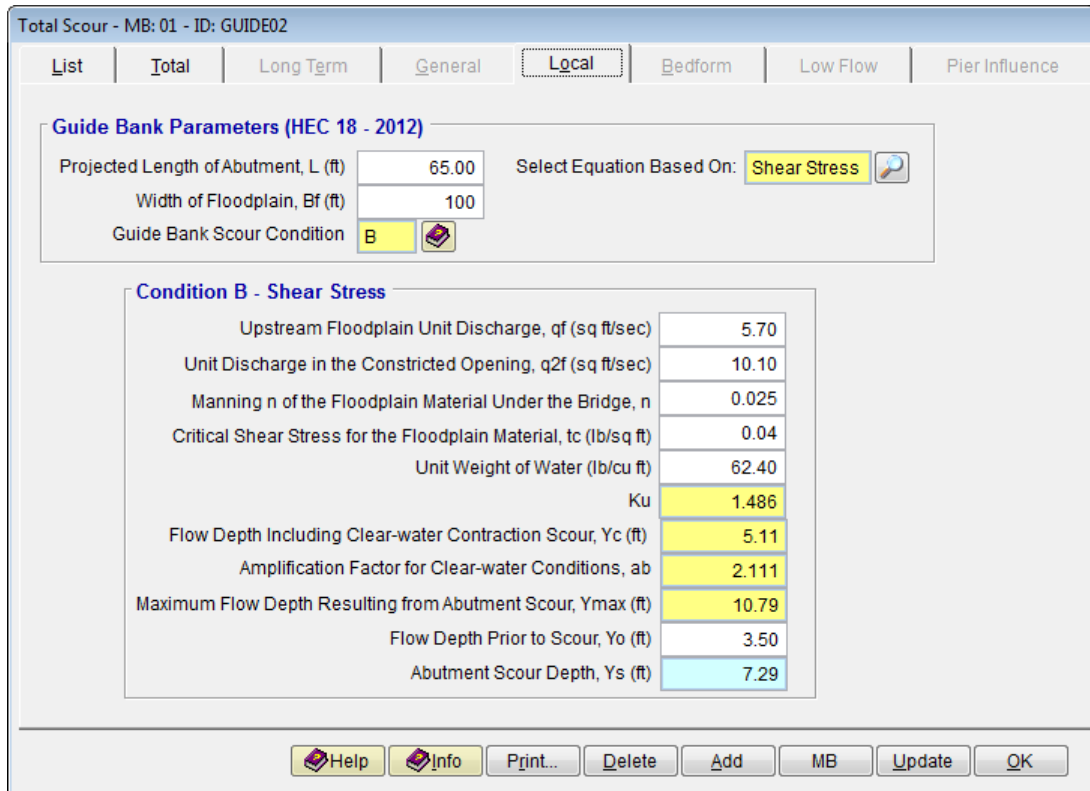 Total Scour - MB: 01 - ID: GUIDE02
List Total Long Term General Local Bedform Low Flow Pier Influence
Guide Bank Parameters (HEC 18 - 2012)
Projected Length of Abutment, L (ft) 65.00 Select Equation Based On: Shear Stress
Width of Floodplain, Bf (ft) 100
Guide Bank Scour Condition B
Condition B - Shear Stress
Upstream Floodplain Unit Discharge, qf (sq ft/sec) 5.70
Unit Discharge in the Constricted Opening, q2f (sq ft/sec) 10.10
Manning n of the Floodplain Material Under the Bridge, n 0.025
Critical Shear Stress for the Floodplain Material, tc (lb/sq ft) 0.04
Unit Weight of Water (lb/cu ft) 62.40
Ku 1.486
Flow Depth Including Clear-water Contraction Scour, Yc (ft) 5.11
Amplification Factor for Clear-water Conditions, ab 2.111
Maximum Flow Depth Resulting from Abutment Scour, Ymax (ft) 10.79
Flow Depth Prior to Scour, Yo (ft) 3.50
Abutment Scour Depth, Ys (ft) 7.29
Help Info Print... Delete Add MB Update OK